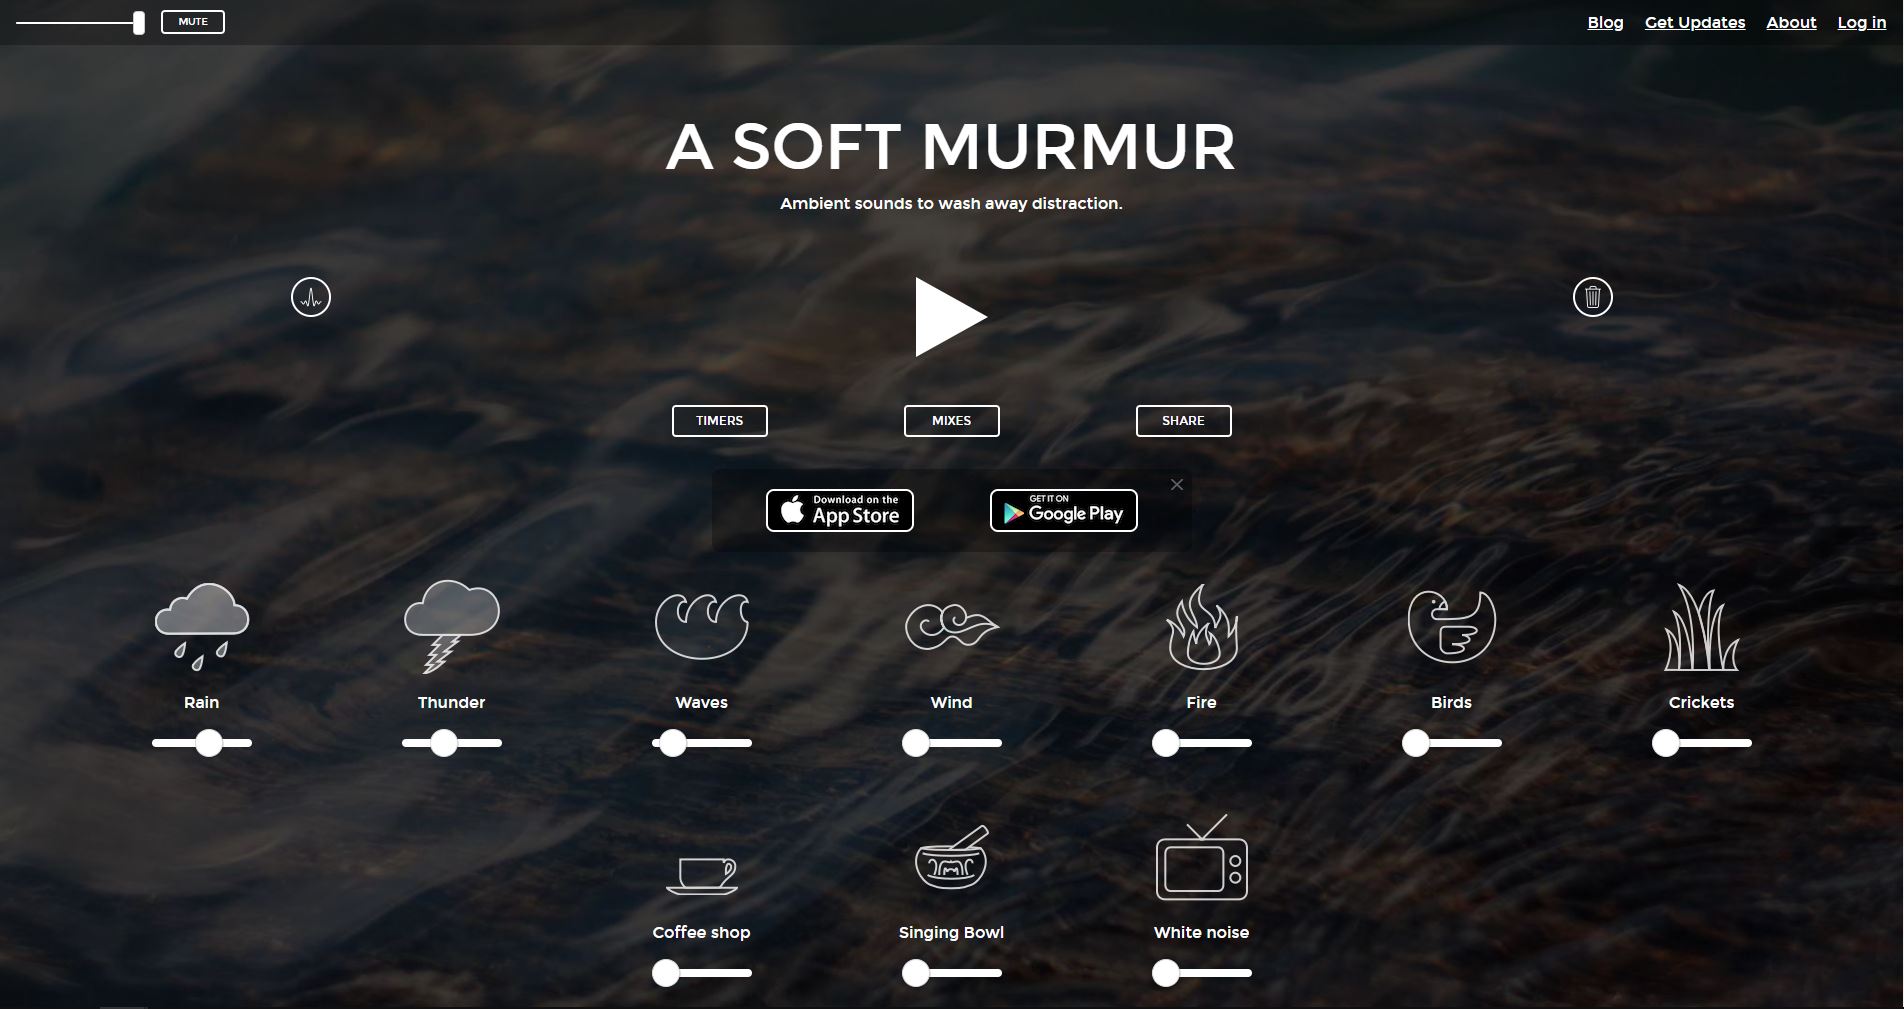 MUTE
Blog Get Updates About Log in
A SOFT MURMUR
Ambient sounds to wash away distraction.
TIMERS MIXES SHARE
Download on the
App Store
GET IT ON
Google Play
Rain Thunder Waves Wind Fire Birds Crickets
Coffee shop Singing Bowl White noise